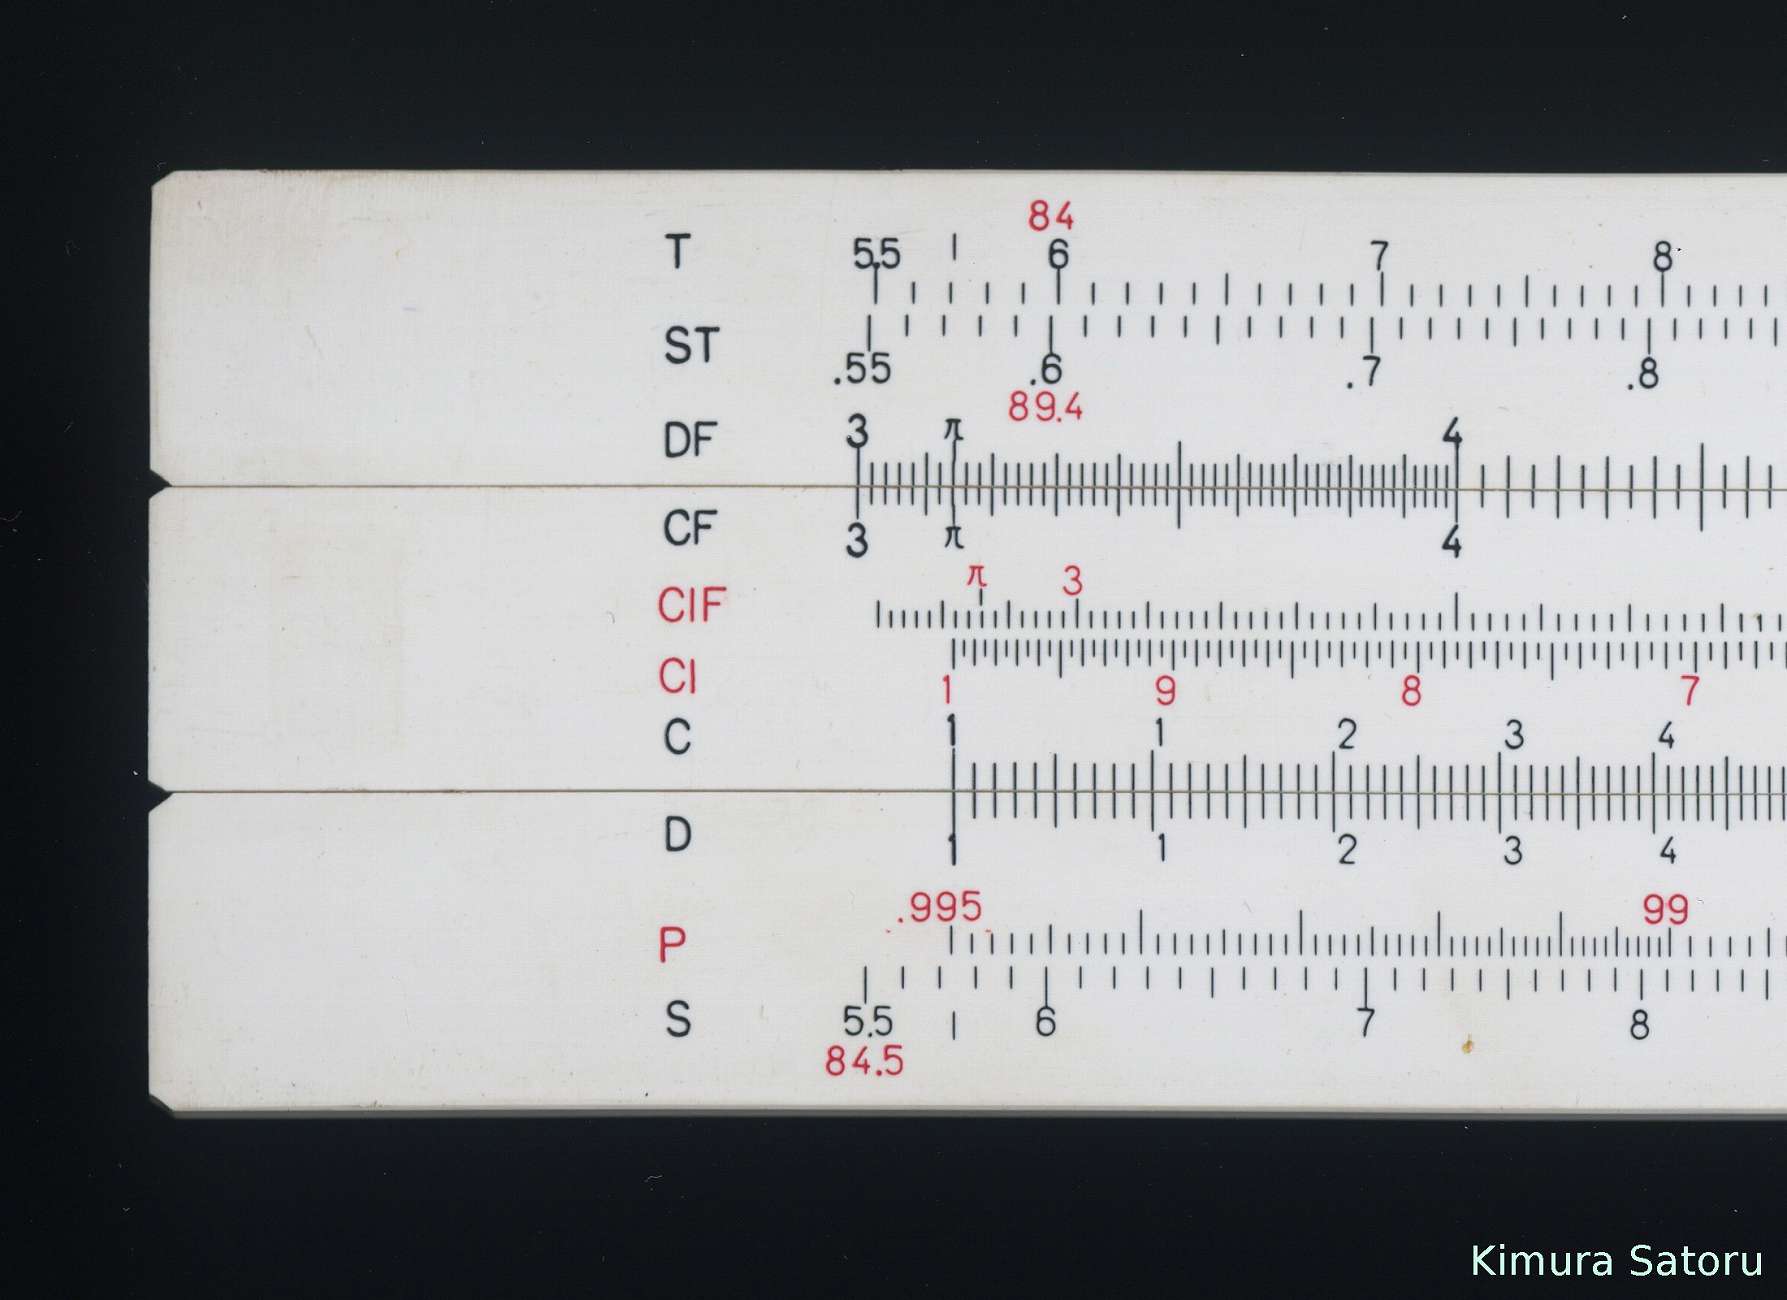 84
T 5.5 6 7 8
ST .55 .6 .7 .8
89.4
DF 3 π 4
CF 3 π 4
CIF π 3
CI 1 9 8 7
C 1 1 2 3 4
D 1 1 2 3 4
.995 99
P
S 5.5 6 7 8
84.5
Kimura Satoru